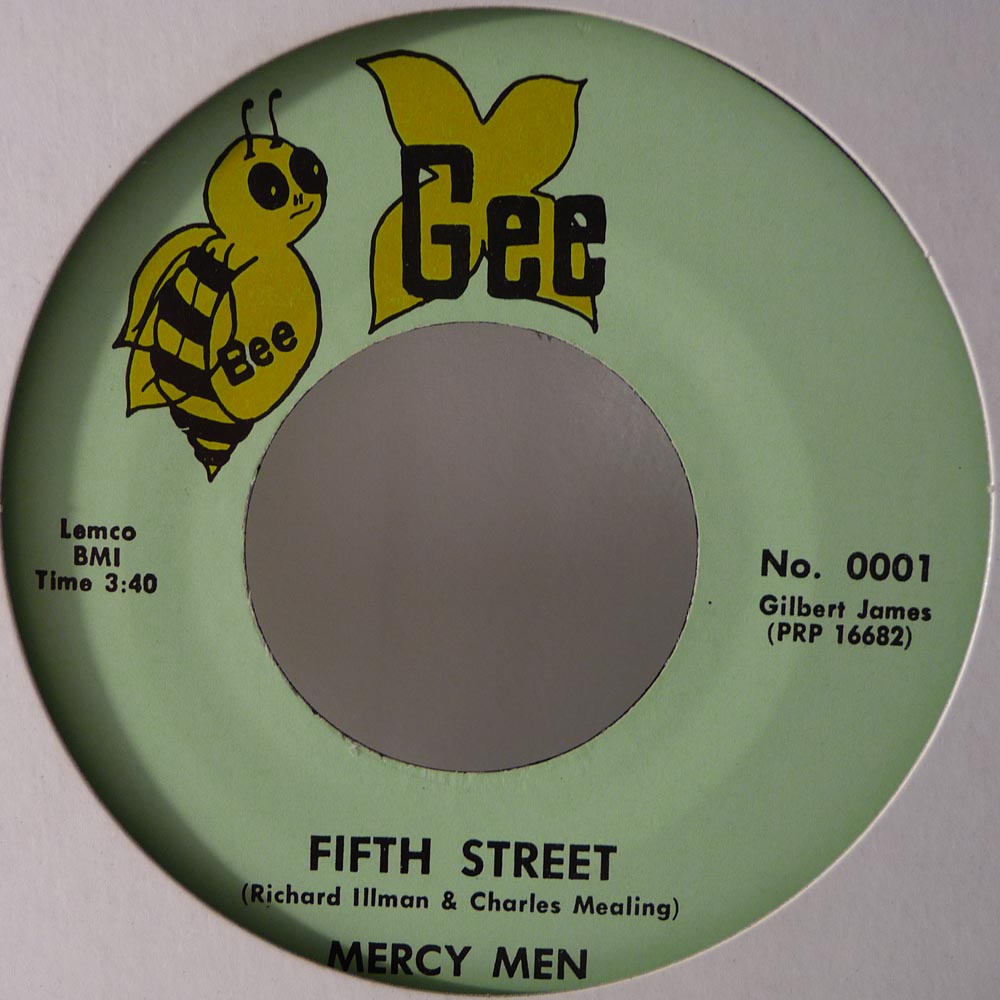 Bee
Gee
Lemco
BMI
Time 3:40
No. 0001
Gilbert James
(PRP 16682)
FIFTH STREET
(Richard Illman & Charles Mealing)
MERCY MEN